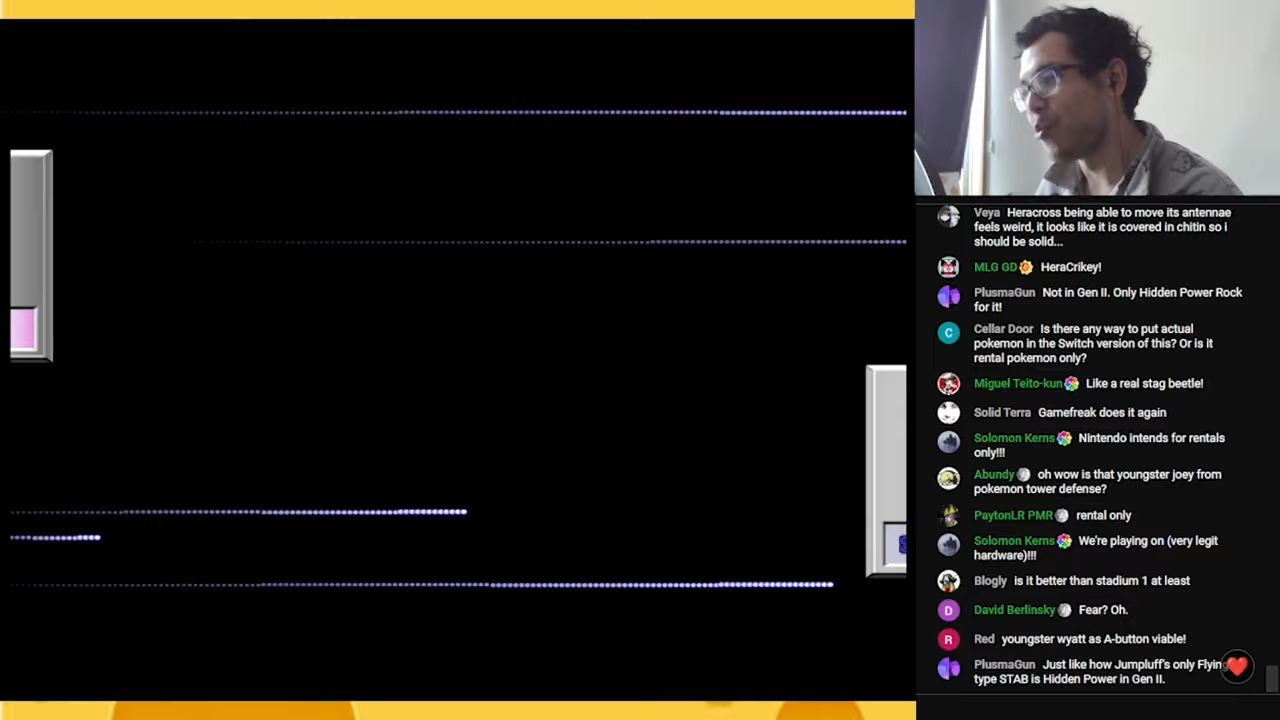 Veya Heracross being able to move its antennae
feels weird, it looks like it is covered in chitin so i
should be solid...
MLG GD HeraCrikey!
PlusmaGun Not in Gen II. Only Hidden Power Rock
for it!
C
Cellar Door Is there any way to put actual
pokemon in the Switch version of this? Or is it
rental pokemon only?
Miguel Teito-kun Like a real stag beetle!
Solid Terra Gamefreak does it again
Solomon Kerns Nintendo intends for rentals
only!!!
Abundy oh wow is that youngster joey from
pokemon tower defense?
PaytonLR PMR rental only
Solomon Kerns We're playing on (very legit
hardware)!!!
Blogly is it better than stadium 1 at least
D
David Berlinsky Fear? Oh.
R
Red youngster wyatt as A-button viable!
PlusmaGun Just like how Jumpluff's only Flying
type STAB is Hidden Power in Gen II.